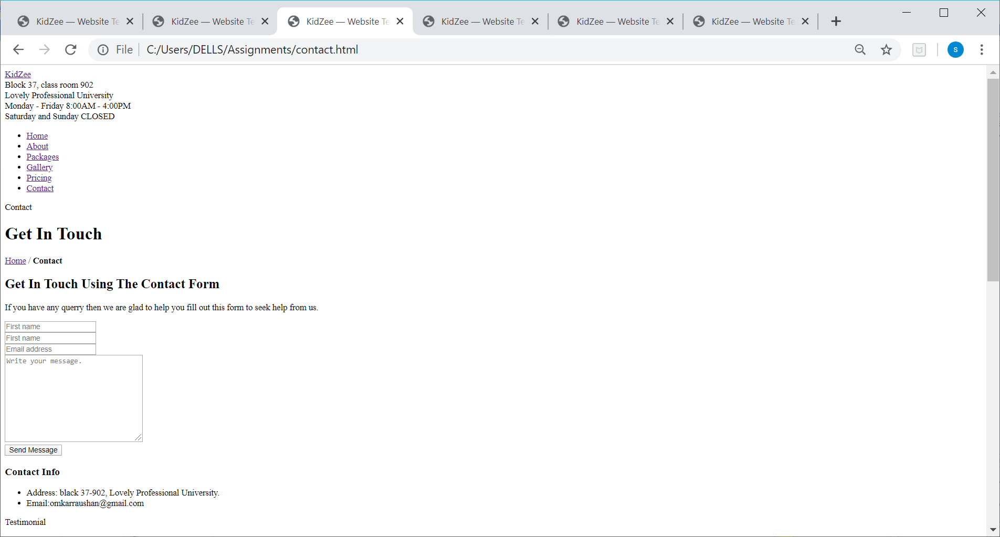 KidZee — Website Te
KidZee — Website Te
KidZee — Website Te
KidZee — Website Te
KidZee — Website Te
KidZee — Website Te
File
C:/Users/DELLS/Assignments/contact.html
s
KidZee
Block 37, class room 902
Lovely Professional University
Monday - Friday 8:00AM - 4:00PM
Saturday and Sunday CLOSED
• Home
• About
• Packages
• Gallery
• Pricing
• Contact
Contact
Get In Touch
Home / Contact
Get In Touch Using The Contact Form
If you have any querry then we are glad to help you fill out this form to seek help from us.
First name
First name
Email address
Write your message.
Send Message
Contact Info
• Address: black 37-902, Lovely Professional University.
• Email:omkarraushan@gmail.com
Testimonial